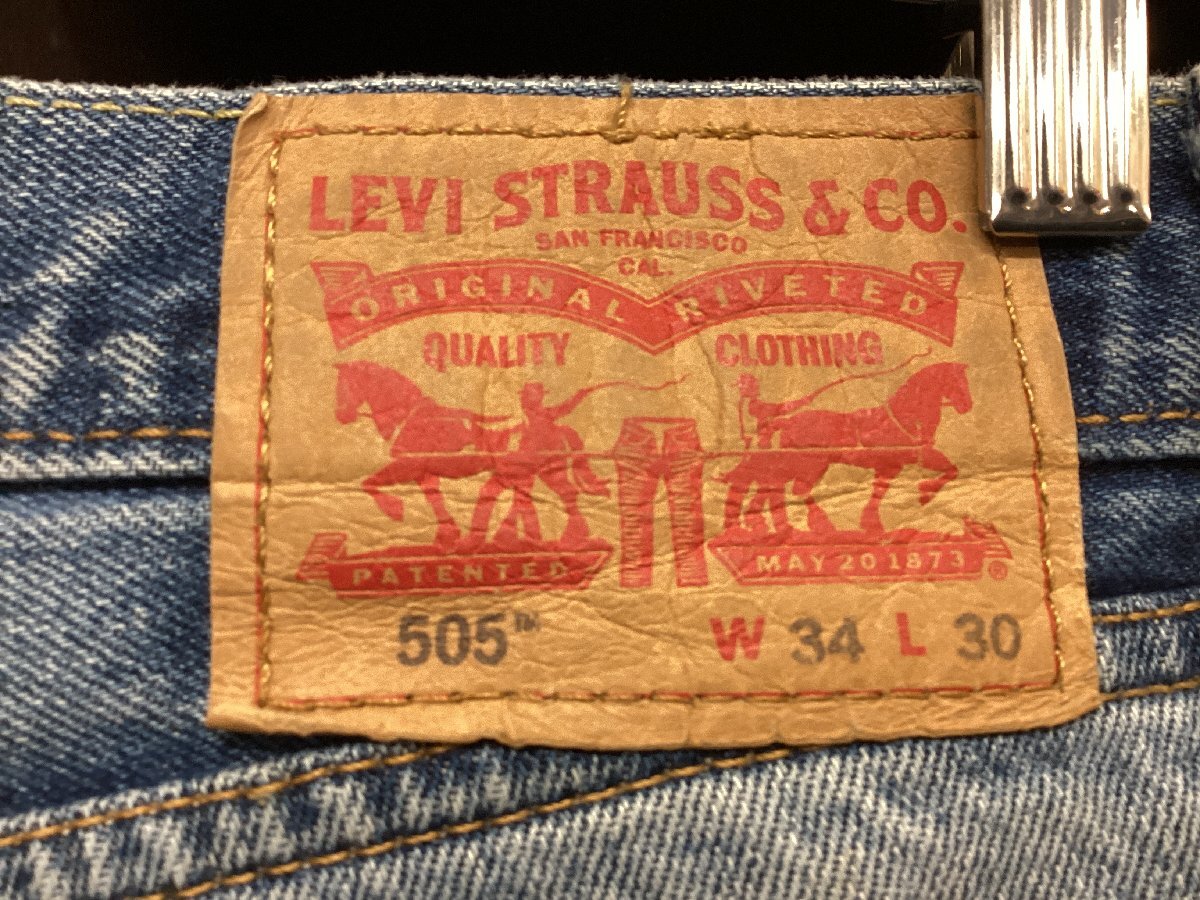 LEVI STRAUSS & CO.
SAN FRANCISCO
CAL.
ORIGINAL RIVETED
QUALITY CLOTHING
PATENTED MAY 20 1873 ®
505™ W 34 L 30